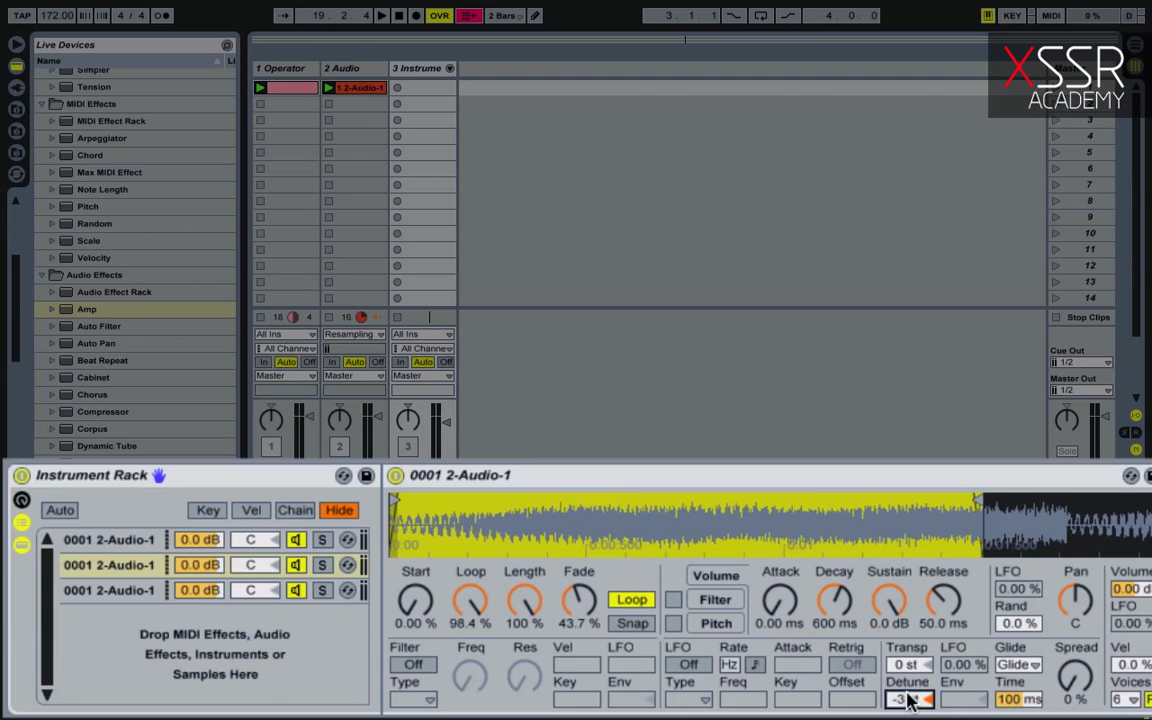 TAP 172.00 4 / 4 19. 2. 4 OVR 2 Bars 3. 1. 1 4. 0. 0 KEY MIDI 0 % D
XSSR
ACADEMY
Live Devices
Name
Simpler
Tension
MIDI Effects
MIDI Effect Rack
Arpeggiator
Chord
Max MIDI Effect
Note Length
Pitch
Random
Scale
Velocity
Audio Effects
Audio Effect Rack
Amp
Auto Filter
Auto Pan
Beat Repeat
Cabinet
Chorus
Compressor
Corpus
Dynamic Tube
1 Operator 2 Audio 3 Instrume
1 2-Audio-1
3
4
5
6
7
8
9
10
11
12
13
14
18 4 16 Stop Clips
All Ins Resampling All Ins
All Channe All Channe
In Auto Off In Auto Off In Auto Off
Master Master Master
Cue Out
1/2
Master Out
1/2
1 2 3 Solo
S
Instrument Rack
Auto Key Vel Chain Hide
0001 2-Audio-1 0.0 dB C S
0001 2-Audio-1 0.0 dB C S
0001 2-Audio-1 0.0 dB C S
Drop MIDI Effects, Audio
Effects, Instruments or
Samples Here
0001 2-Audio-1
Start Loop Length Fade Loop Snap
0.00 % 98.4 % 100 % 43.7 %
Volume
Filter
Pitch
Attack Decay Sustain Release
0.00 ms 600 ms 0.0 dB 50.0 ms
LFO Pan Volume
0.00 % 0.00 d
Rand LFO
0.0 % C 0.00 %
Filter Freq Res Vel LFO LFO Rate Attack Retrig Transp LFO Glide Spread Vel
Off Hz Off 0 st 0.00 % Glide 0.0 %
Type Key Env Type Freq Key Offset Detune Env Time Voices
100 ms 0 % 6